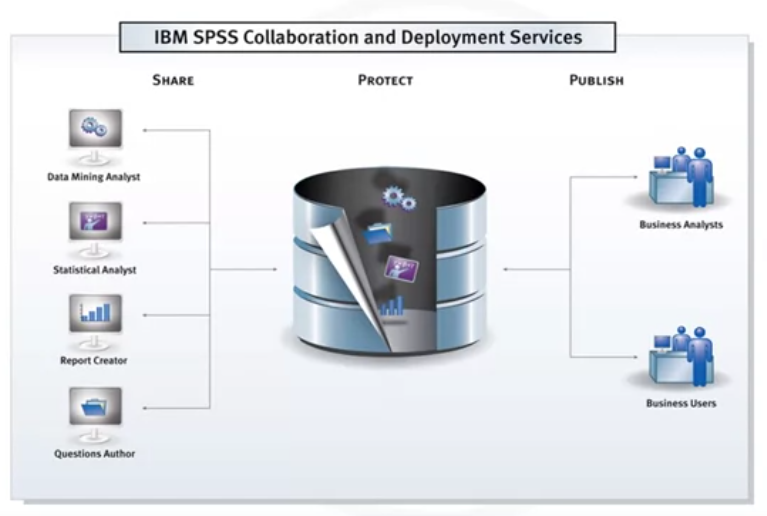 IBM SPSS Collaboration and Deployment Services
SHARE
PROTECT
PUBLISH
Data Mining Analyst
Statistical Analyst
Report Creator
Questions Author
Business Analysts
Business Users